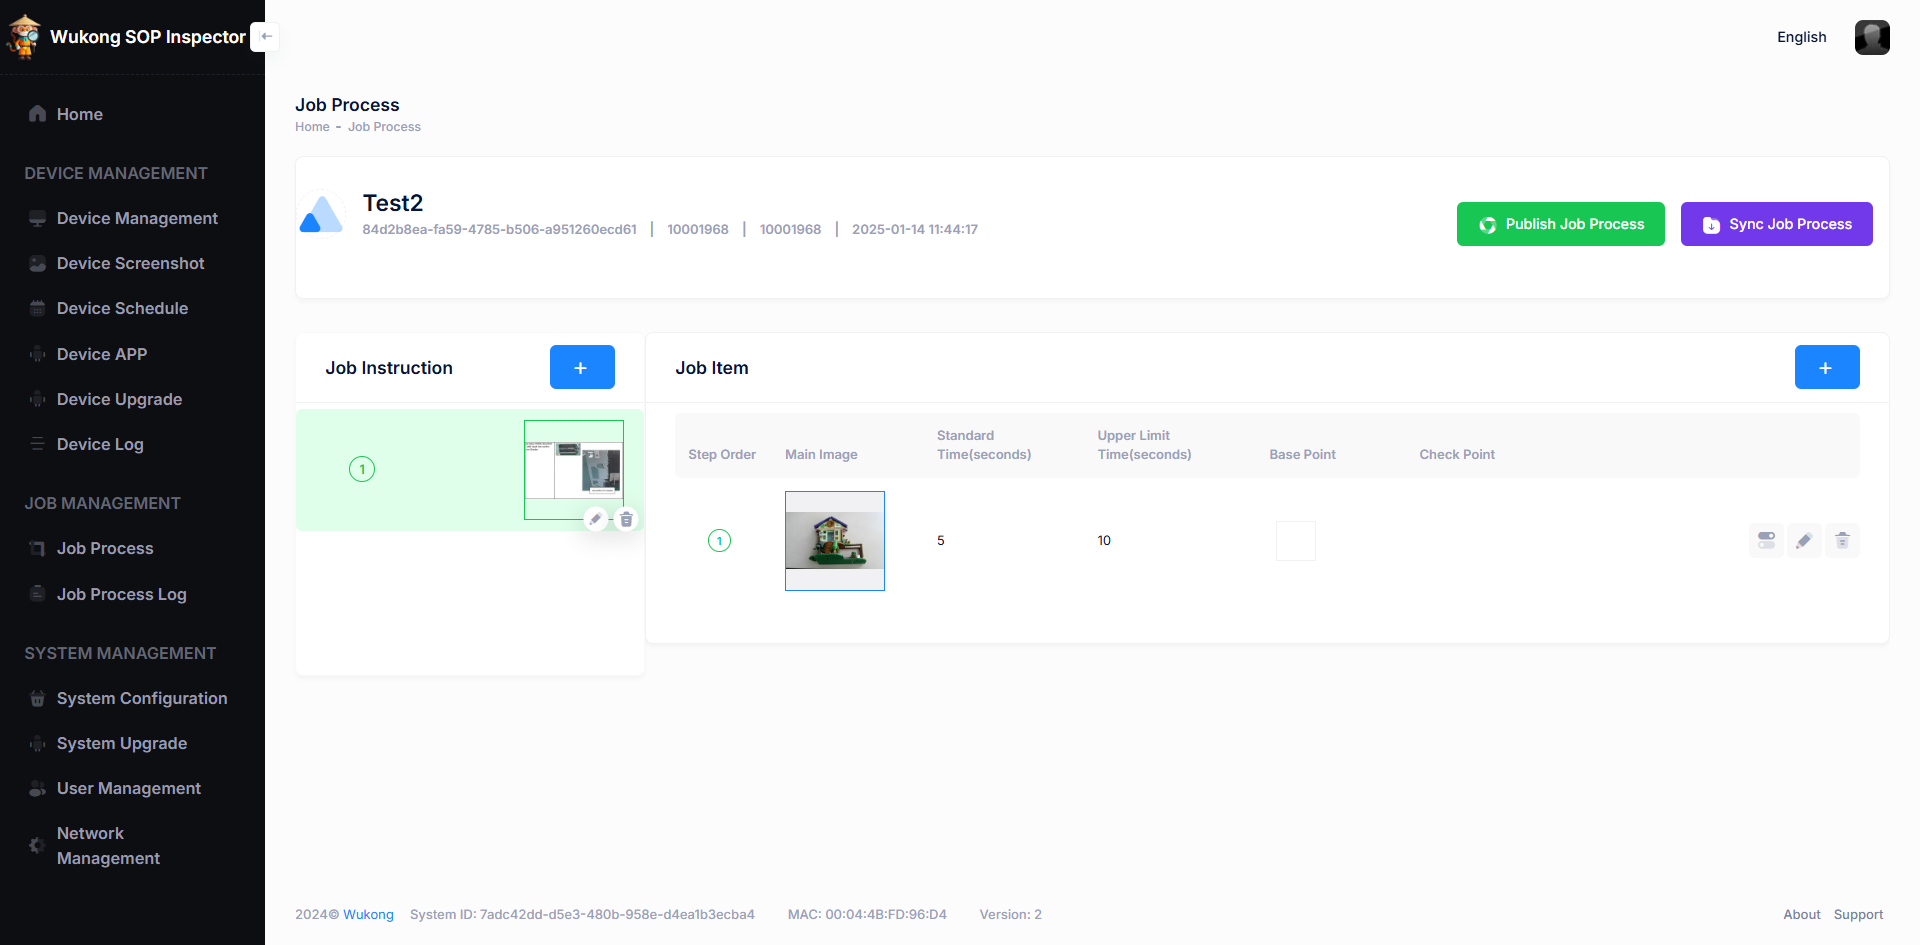 Wukong SOP Inspector
English
Home
DEVICE MANAGEMENT
Device Management
Device Screenshot
Device Schedule
Device APP
Device Upgrade
Device Log
JOB MANAGEMENT
Job Process
Job Process Log
SYSTEM MANAGEMENT
System Configuration
System Upgrade
User Management
Network
Management
Job Process
Home - Job Process
Test2
84d2b8ea-fa59-4785-b506-a951260ecd61 | 10001968 | 10001968 | 2025-01-14 11:44:17
Publish Job Process
Sync Job Process
Job Instruction
+
1
Job Item
+
Step Order
Main Image
Standard
Time(seconds)
Upper Limit
Time(seconds)
Base Point
Check Point
1
5
10
2024© Wukong
System ID: 7adc42dd-d5e3-480b-958e-d4ea1b3ecba4
MAC: 00:04:4B:FD:96:D4
Version: 2
About
Support